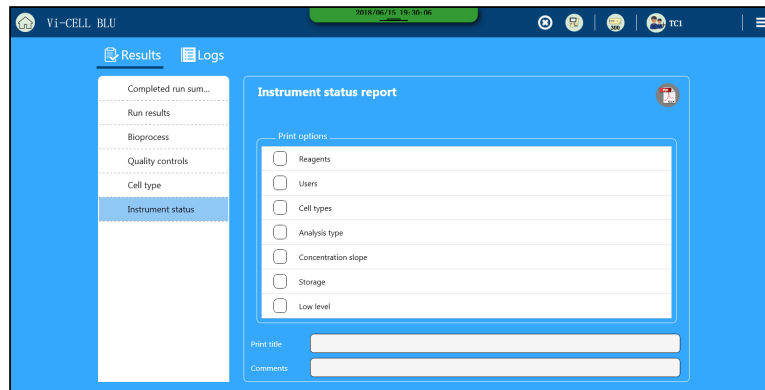 2018/06/15 19:30:06
Vi-CELL BLU
300
TC1
Results
Logs
Completed run sum...
Run results
Bioprocess
Quality controls
Cell type
Instrument status
Instrument status report
Print options
Reagents
Users
Cell types
Analysis type
Concentration slope
Storage
Low level
Print title
Comments